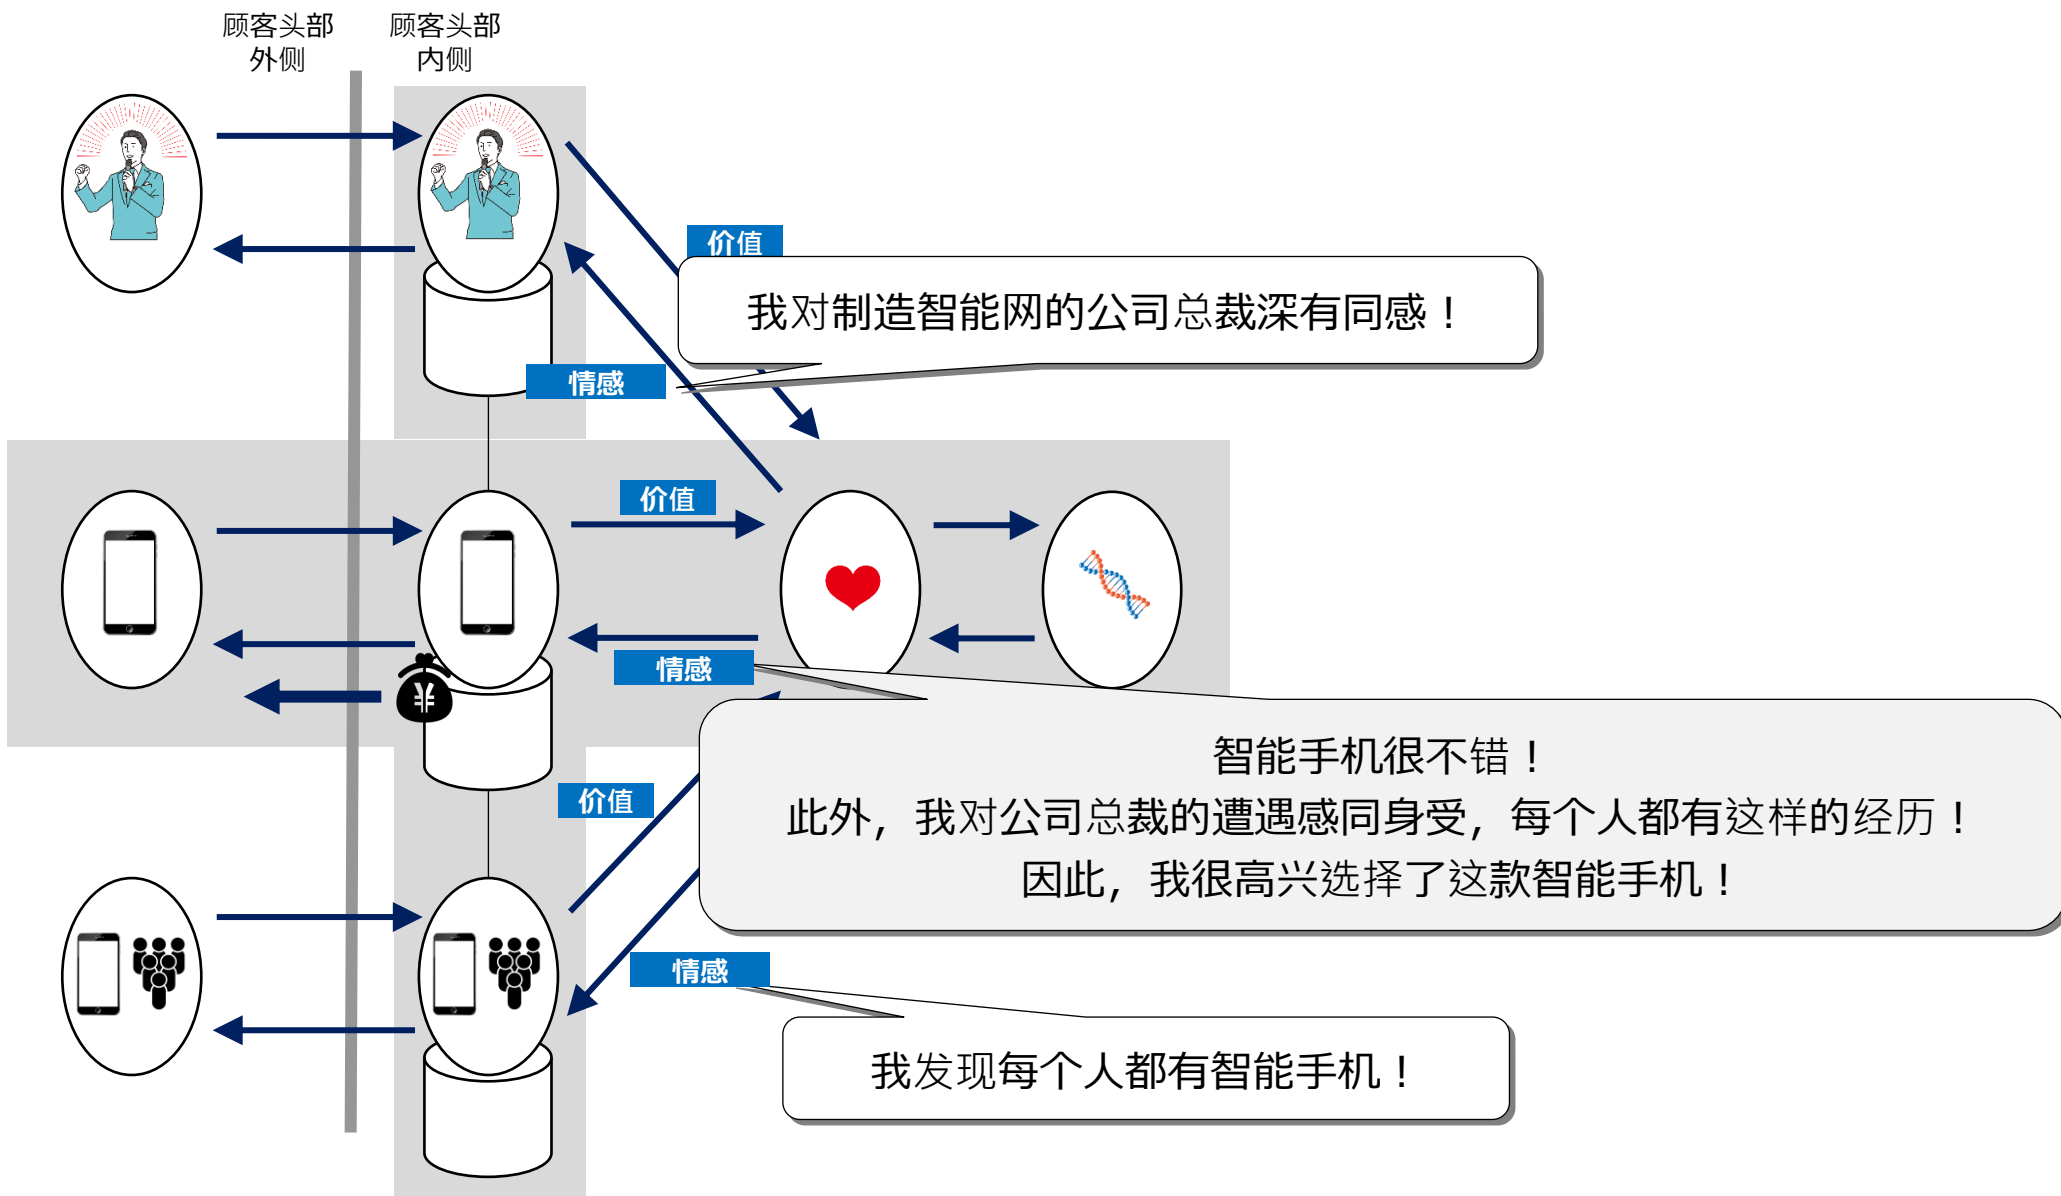 顾客头部
外侧
顾客头部
内侧
价值
我对制造智能网的公司总裁深有同感！
情感
价值
情感
¥
智能手机很不错！
此外，我对公司总裁的遭遇感同身受，每个人都有这样的经历！
因此，我很高兴选择了这款智能手机！
价值
情感
我发现每个人都有智能手机！